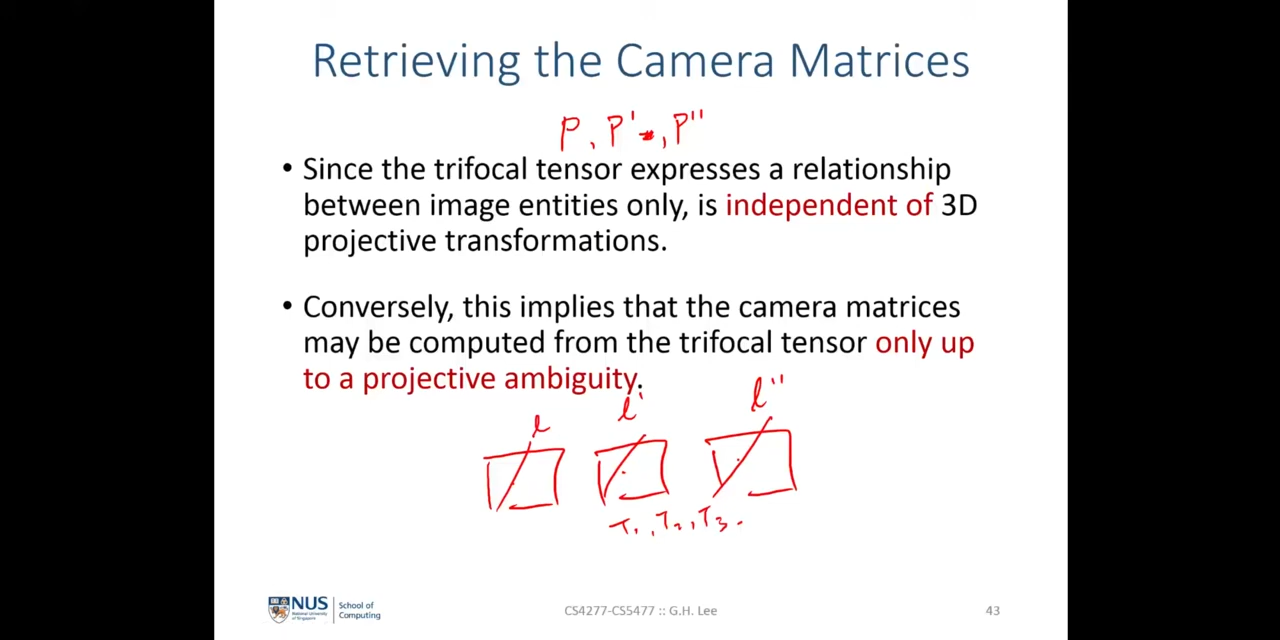 Retrieving the Camera Matrices
P, P', P''
• Since the trifocal tensor expresses a relationship
between image entities only, is independent of 3D
projective transformations.
• Conversely, this implies that the camera matrices
may be computed from the trifocal tensor only up
to a projective ambiguity.
l l' l''
T₁, T₂, T₃.
NUS
National University
of Singapore
School of
Computing
CS4277-CS5477 :: G.H. Lee
43